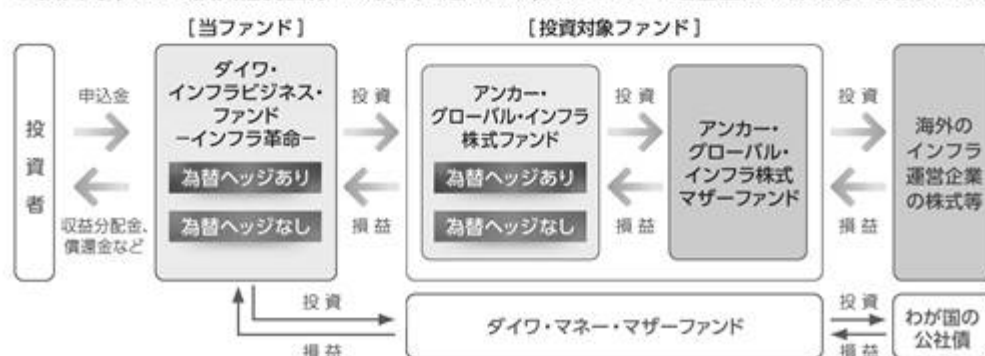 [当ファンド]
[投資対象ファンド]
投資者
申込金
収益分配金、
償還金など
ダイワ・
インフラビジネス・
ファンド
ーインフラ革命ー
為替ヘッジあり
為替ヘッジなし
投資
損益
アンカー・
グローバル・インフラ
株式ファンド
為替ヘッジあり
為替ヘッジなし
投資
損益
アンカー・
グローバル・
インフラ株式
マザーファンド
投資
損益
海外の
インフラ
運営企業
の株式等
投資
損益
ダイワ・マネー・マザーファンド
投資
損益
わが国の
公社債